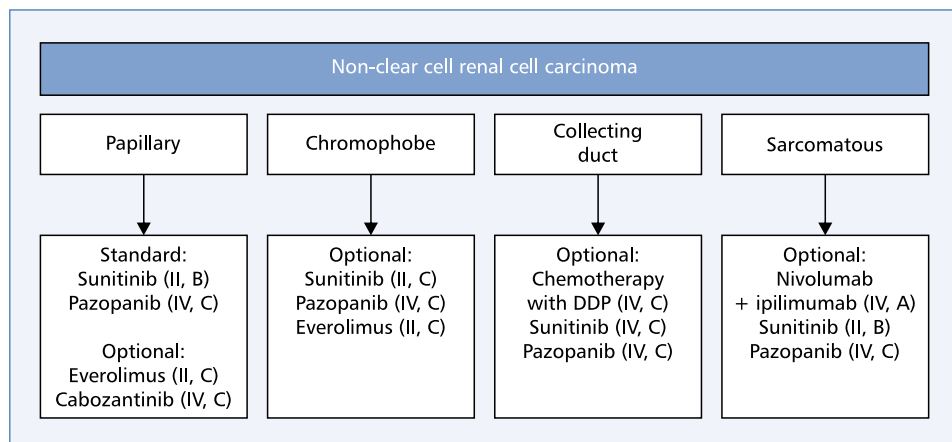 Non-clear cell renal cell carcinoma
Papillary
Chromophobe
Collecting
duct
Sarcomatous
Standard:
Sunitinib (II, B)
Pazopanib (IV, C)
Optional:
Everolimus (II, C)
Cabozantinib (IV, C)
Optional:
Sunitinib (II, C)
Pazopanib (IV, C)
Everolimus (II, C)
Optional:
Chemotherapy
with DDP (IV, C)
Sunitinib (IV, C)
Pazopanib (IV, C)
Optional:
Nivolumab
+ ipilimumab (IV, A)
Sunitinib (II, B)
Pazopanib (IV, C)